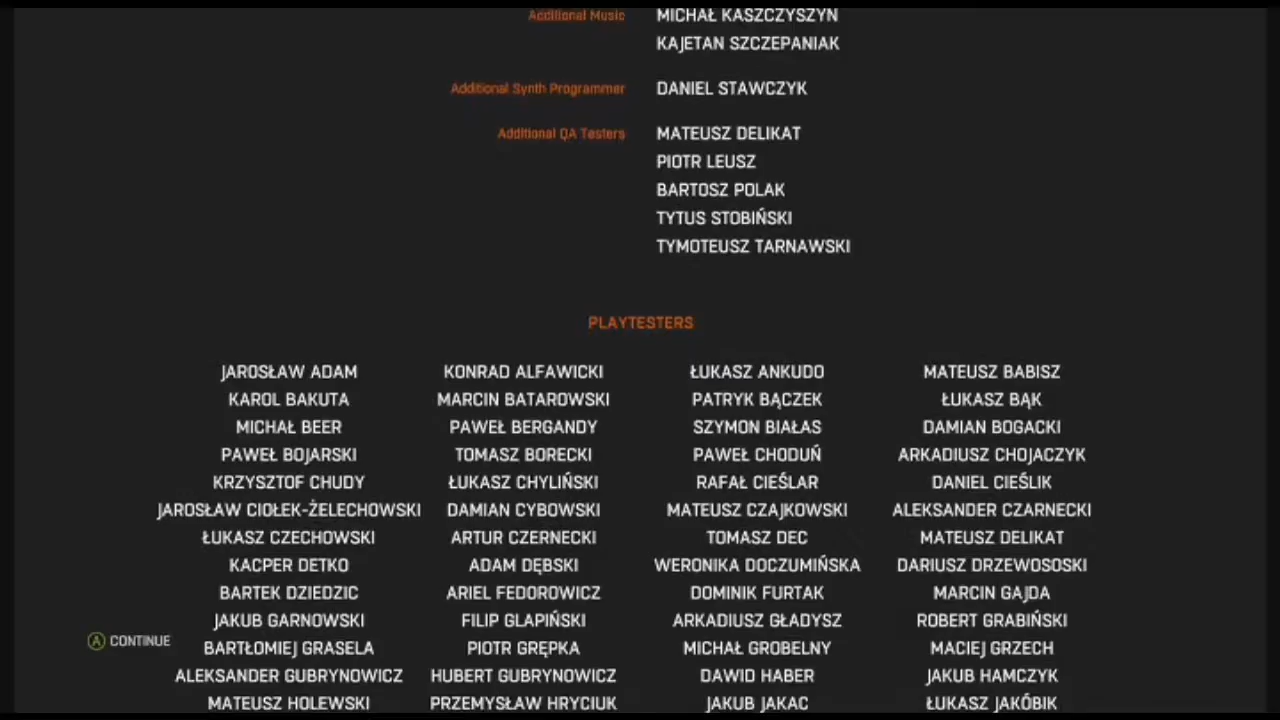 Additional Music MICHAŁ KASZCZYSZYN
KAJETAN SZCZEPANIAK
Additional Synth Programmer DANIEL STAWCZYK
Additional QA Testers MATEUSZ DELIKAT
PIOTR LEUSZ
BARTOSZ POLAK
TYTUS STOBIŃSKI
TYMOTEUSZ TARNAWSKI
PLAYTESTERS
JAROSŁAW ADAM KONRAD ALFAWICKI ŁUKASZ ANKUDO MATEUSZ BABISZ
KAROL BAKUTA MARCIN BATAROWSKI PATRYK BĄCZEK ŁUKASZ BĄK
MICHAŁ BEER PAWEŁ BERGANDY SZYMON BIAŁAS DAMIAN BOGACKI
PAWEŁ BOJARSKI TOMASZ BORECKI PAWEŁ CHODUŃ ARKADIUSZ CHOJACZYK
KRZYSZTOF CHUDY ŁUKASZ CHYLIŃSKI RAFAŁ CIEŚLAR DANIEL CIEŚLIK
JAROSŁAW CIOŁEK-ŻELECHOWSKI DAMIAN CYBOWSKI MATEUSZ CZAJKOWSKI ALEKSANDER CZARNECKI
ŁUKASZ CZECHOWSKI ARTUR CZERNECKI TOMASZ DEC MATEUSZ DELIKAT
KACPER DETKO ADAM DĘBSKI WERONIKA DOCZUMIŃSKA DARIUSZ DRZEWOSOSKI
BARTEK DZIEDZIC ARIEL FEDOROWICZ DOMINIK FURTAK MARCIN GAJDA
JAKUB GARNOWSKI FILIP GLAPIŃSKI ARKADIUSZ GŁADYSZ ROBERT GRABIŃSKI
Ⓐ CONTINUE
BARTŁOMIEJ GRASELA PIOTR GRĘPKA MICHAŁ GROBELNY MACIEJ GRZECH
ALEKSANDER GUBRYNOWICZ HUBERT GUBRYNOWICZ DAWID HABER JAKUB HAMCZYK
MATEUSZ HOLEWSKI PRZEMYSŁAW HRYCIUK JAKUB JAKAC ŁUKASZ JAKÓBIK